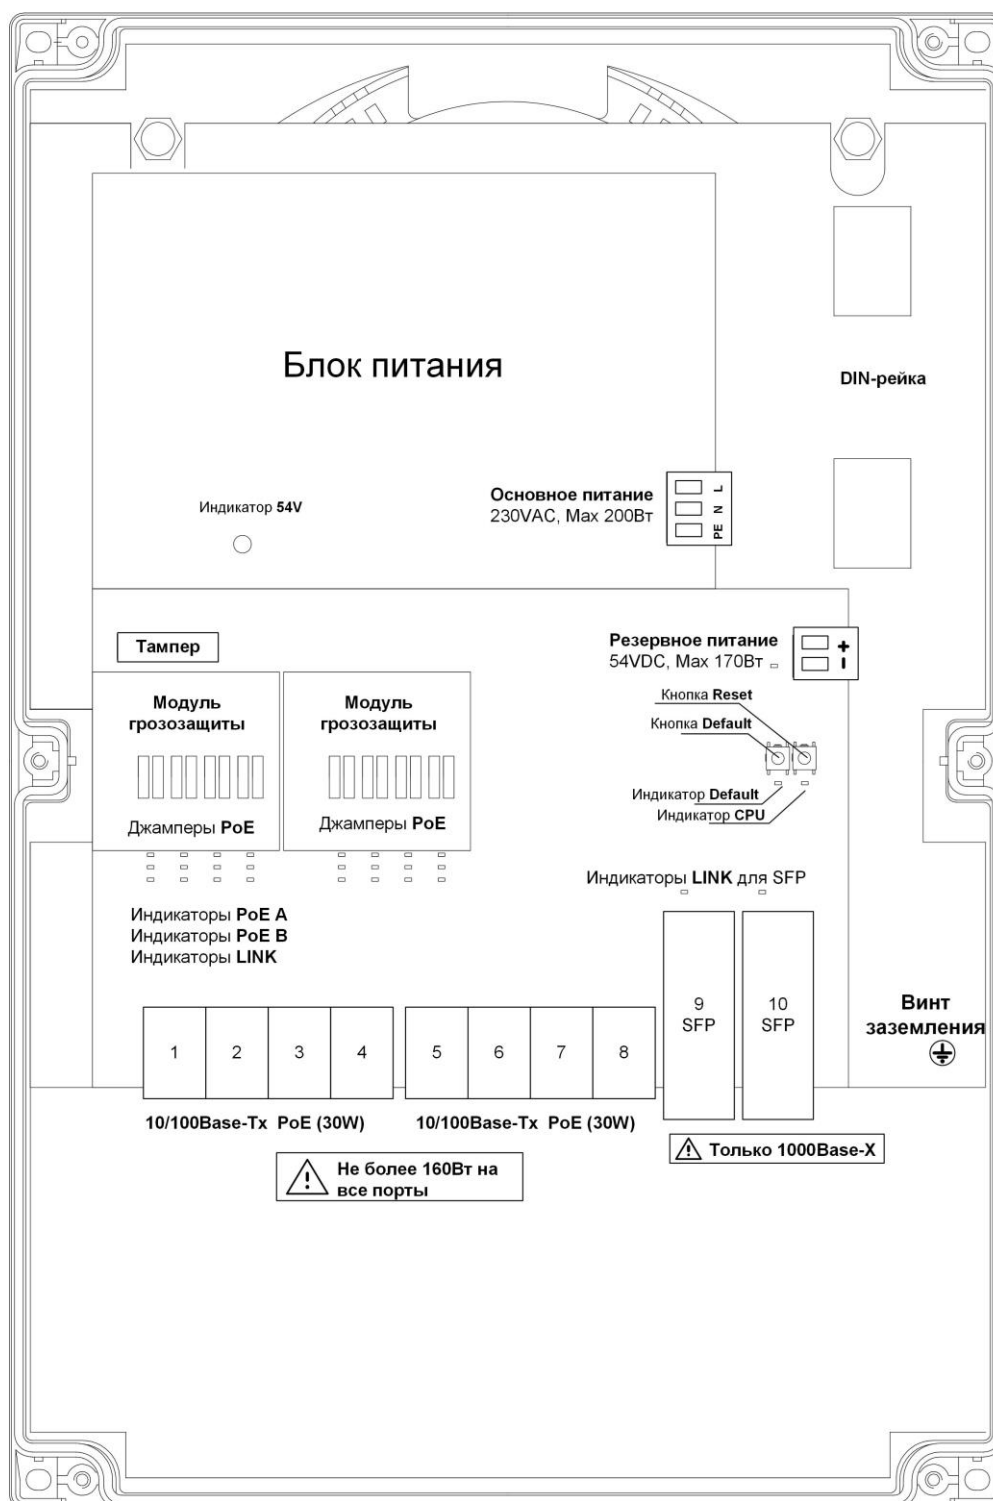 Блок питания
DIN-рейка
Индикатор 54V
Основное питание
230VAC, Max 200Вт
L
N
PE
Тампер
Резервное питание
54VDC, Max 170Вт
+
–
Модуль
грозозащиты
Модуль
грозозащиты
Кнопка Reset
Кнопка Default
Индикатор Default
Индикатор CPU
Джамперы PoE
Джамперы PoE
Индикаторы LINK для SFP
Индикаторы PoE A
Индикаторы PoE B
Индикаторы LINK
9
SFP
10
SFP
Винт
заземления
1 2 3 4 5 6 7 8
10/100Base-Tx PoE (30W)
10/100Base-Tx PoE (30W)
Только 1000Base-X
Не более 160Вт на
все порты